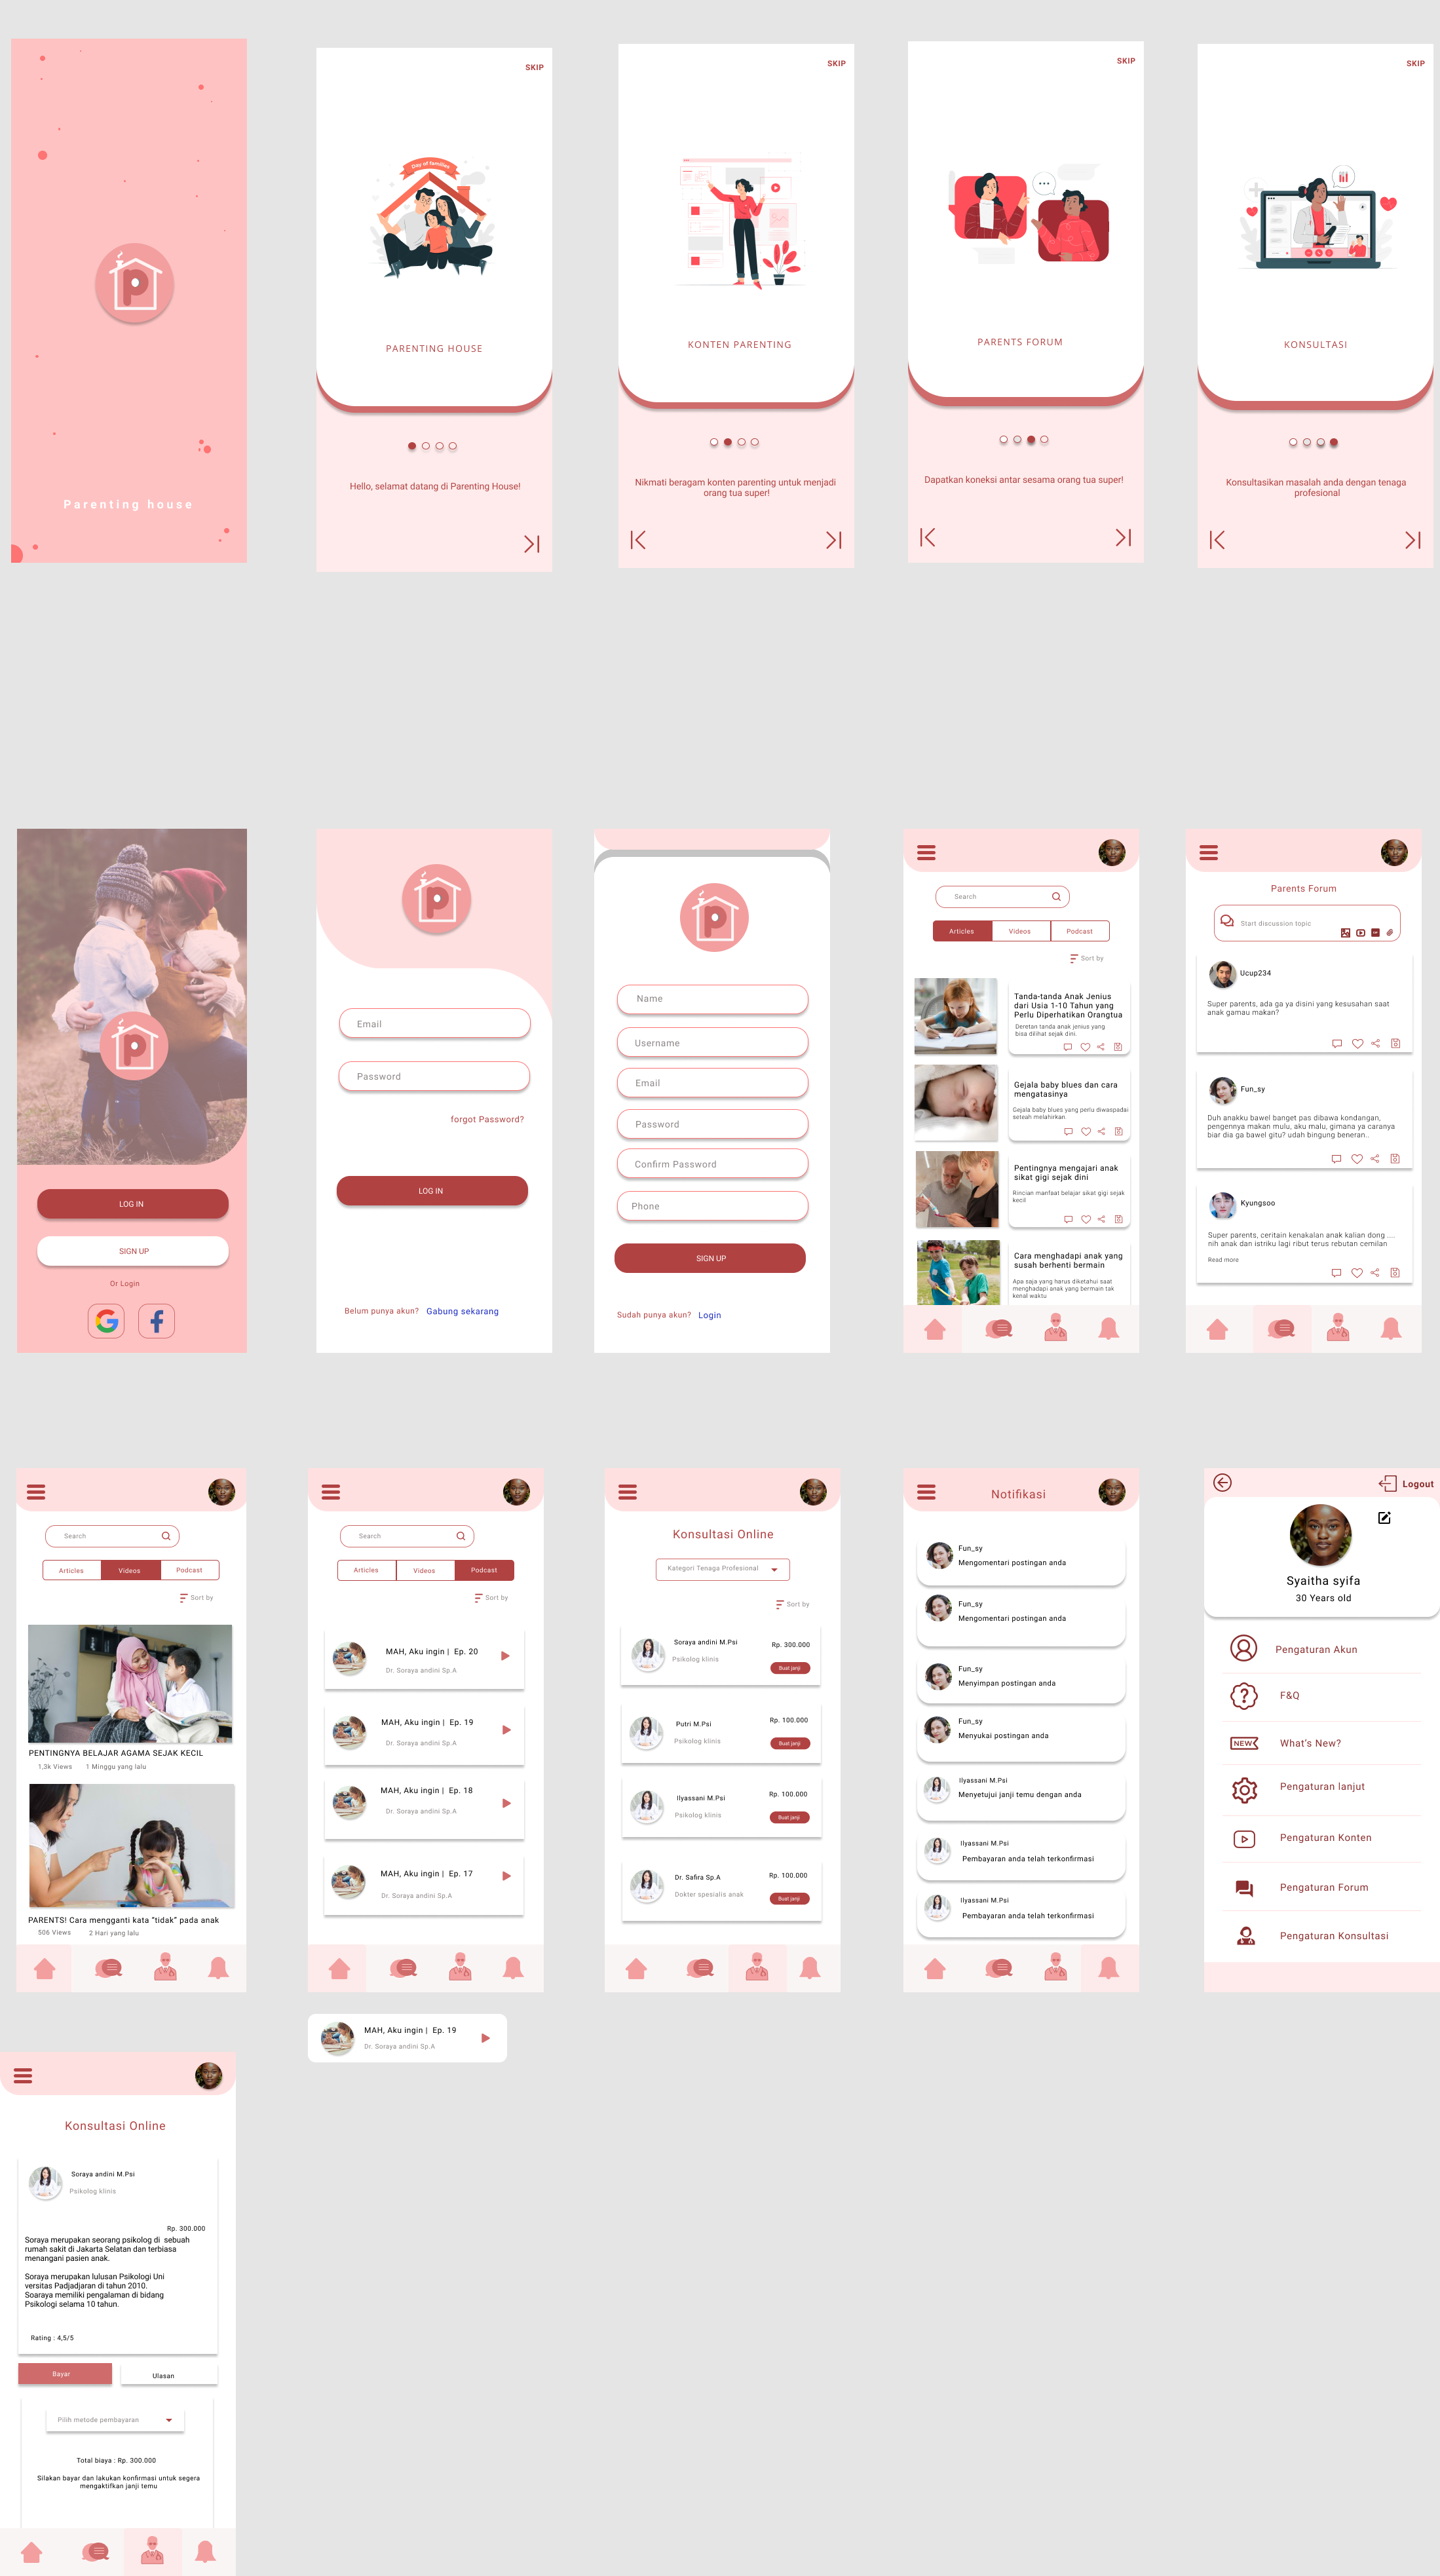 Parenting house
SKIP
Day of families
PARENTING HOUSE
Hello, selamat datang di Parenting House!
SKIP
KONTEN PARENTING
Nikmati beragam konten parenting untuk menjadi
orang tua super!
SKIP
PARENTS FORUM
Dapatkan koneksi antar sesama orang tua super!
SKIP
KONSULTASI
Konsultasikan masalah anda dengan tenaga
profesional
LOG IN
SIGN UP
Or Login
Email
Password
forgot Password?
LOG IN
Belum punya akun? Gabung sekarang
Name
Username
Email
Password
Confirm Password
Phone
SIGN UP
Sudah punya akun? Login
Search
Articles Videos Podcast
Sort by
Tanda-tanda Anak Jenius
dari Usia 1-10 Tahun yang
Perlu Diperhatikan Orangtua
Deretan tanda anak jenius yang
bisa dilihat sejak dini.
Gejala baby blues dan cara
mengatasinya
Gejala baby blues yang perlu diwaspadai
seteah melahirkan
Pentingnya mengajari anak
sikat gigi sejak dini
Rincian manfaat belajar sikat gigi sejak
kecil
Cara menghadapi anak yang
susah berhenti bermain
Apa saja yang harus diketahui saat
menghadapi anak yang bermain tak
kenal waktu
Parents Forum
Start discussion topic
Ucup234
Super parents, ada ga ya disini yang kesusahan saat
anak gamau makan?
Fun_sy
Duh anakku bawel banget pas dibawa kondangan,
pengennya makan mulu, aku malu, gimana ya caranya
biar dia ga bawel gitu? udah bingung beneran..
Kyungsoo
Super parents, ceritain kenakalan anak kalian dong ....
nih anak dan istriku lagi ribut terus rebutan cemilan
Read more
Search
Articles Videos Podcast
Sort by
PENTINGNYA BELAJAR AGAMA SEJAK KECIL
1,3k Views 1 Minggu yang lalu
PARENTS! Cara mengganti kata “tidak” pada anak
506 Views 2 Hari yang lalu
Search
Articles Videos Podcast
Sort by
MAH, Aku ingin | Ep. 20
Dr. Soraya andini Sp.A
MAH, Aku ingin | Ep. 19
Dr. Soraya andini Sp.A
MAH, Aku ingin | Ep. 18
Dr. Soraya andini Sp.A
MAH, Aku ingin | Ep. 17
Dr. Soraya andini Sp.A
Konsultasi Online
Kategori Tenaga Profesional
Sort by
Soraya andini M.Psi
Rp. 300.000
Psikolog klinis
Buat janji
Putri M.Psi
Rp. 100.000
Psikolog klinis
Buat janji
Ilyassani M.Psi
Rp. 100.000
Psikolog klinis
Buat janji
Dr. Safira Sp.A
Rp. 100.000
Dokter spesialis anak
Buat janji
Notifikasi
Fun_sy
Mengomentari postingan anda
Fun_sy
Mengomentari postingan anda
Fun_sy
Menyimpan postingan anda
Fun_sy
Menyukai postingan anda
Ilyassani M.Psi
Menyetujui janji temu dengan anda
Ilyassani M.Psi
Pembayaran anda telah terkonfirmasi
Ilyassani M.Psi
Pembayaran anda telah terkonfirmasi
Logout
Syaitha syifa
30 Years old
Pengaturan Akun
F&Q
NEW
What's New?
Pengaturan lanjut
Pengaturan Konten
Pengaturan Forum
Pengaturan Konsultasi
MAH, Aku ingin | Ep. 19
Dr. Soraya andini Sp.A
Konsultasi Online
Soraya andini M.Psi
Psikolog klinis
Rp. 300.000
Soraya merupakan seorang psikolog di sebuah
rumah sakit di Jakarta Selatan dan terbiasa
menangani pasien anak.
Soraya merupakan lulusan Psikologi Uni
versitas Padjadjaran di tahun 2010.
Soaraya memiliki pengalaman di bidang
Psikologi selama 10 tahun.
Rating : 4,5/5
Bayar
Ulasan
Pilih metode pembayaran
Total biaya : Rp. 300.000
Silakan bayar dan lakukan konfirmasi untuk segera
mengaktifkan janji temu